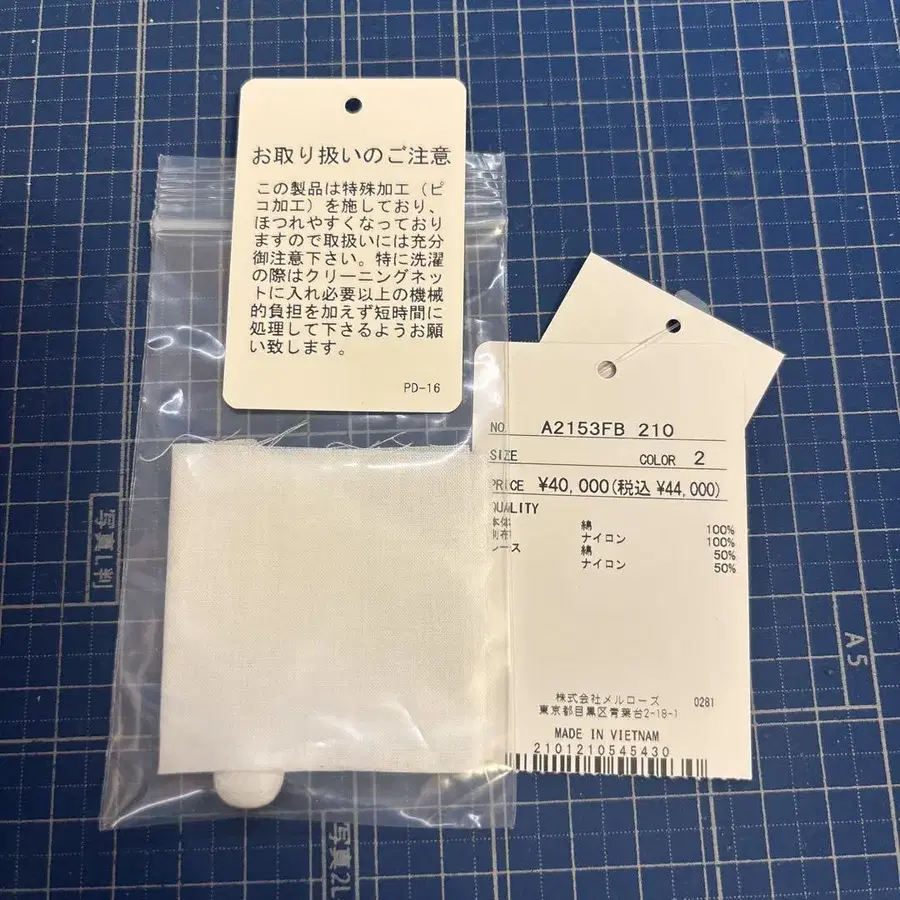 お取り扱いのご注意
この製品は特殊加工（ピ
コ加工）を施しており、
ほつれやすくなっており
ますので取扱いには充分
御注意下さい。特に洗濯
の際はクリーニングネッ
トに入れ必要以上の機械
的負担を加えず短時間に
処理して下さるようお願
い致します。
PD-16
NO. A2153FB 210
SIZE COLOR 2
PRICE ¥40,000(税込 ¥44,000)
QUALITY
本体 綿 100%
別布 ナイロン 100%
レース 綿 50%
ナイロン 50%
株式会社メルローズ 0281
東京都目黒区青葉台2-18-1
MADE IN VIETNAM
2101210545430
写真L判
A5
写真2L